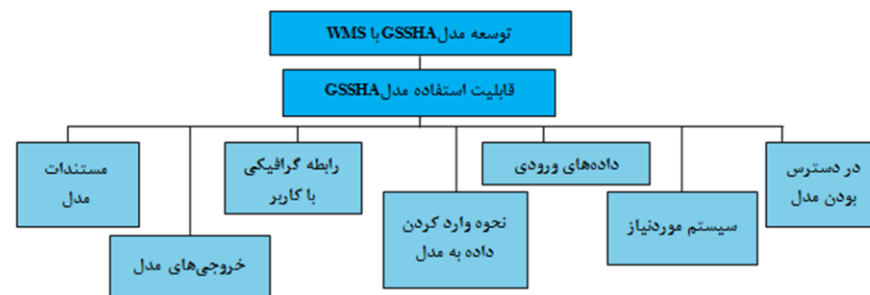 توسعه مدل GSSHA با WMS
قابلیت استفاده مدل GSSHA
در دسترس
بودن مدل
سیستم موردنیاز
داده‌های ورودی
نحوه وارد کردن
داده به مدل
رابطه گرافیکی
با کاربر
خروجی‌های مدل
مستندات
مدل